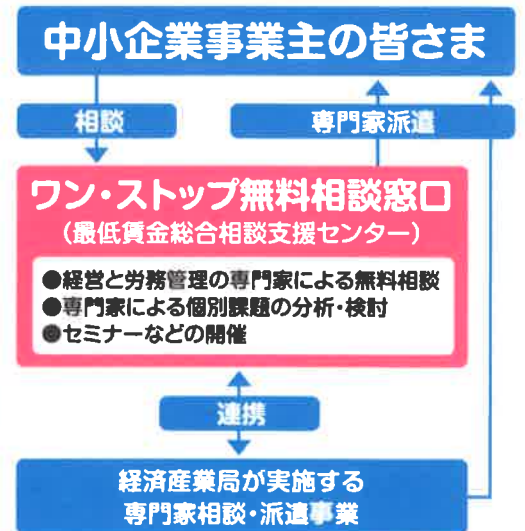 中小企業事業主の皆さま
相談
専門家派遣
ワン・ストップ無料相談窓口
(最低賃金総合相談支援センター)
●経営と労務管理の専門家による無料相談
●専門家による個別課題の分析・検討
●セミナーなどの開催
連携
経済産業局が実施する
専門家相談・派遣事業